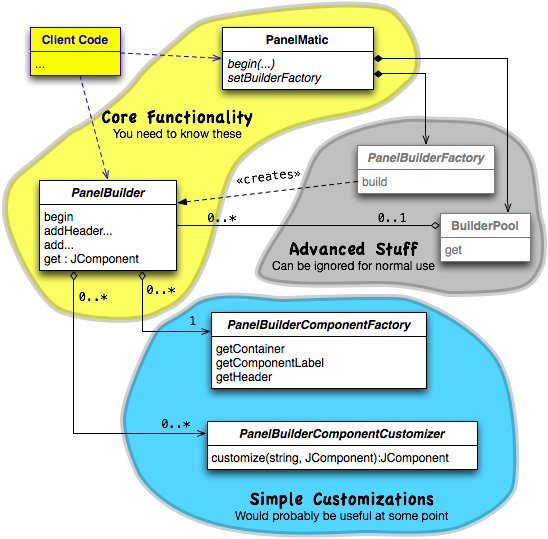 Client Code
...
PanelMatic
begin(...)
setBuilderFactory
Core Functionality
You need to know these
PanelBuilderFactory
build
«creates»
PanelBuilder
begin
addHeader...
add...
get : JComponent
0..*
0..1
BuilderPool
get
Advanced Stuff
Can be ignored for normal use
0..*
0..*
1
PanelBuilderComponentFactory
getContainer
getComponentLabel
getHeader
0..*
PanelBuilderComponentCustomizer
customize(string, JComponent):JComponent
Simple Customizations
Would probably be useful at some point